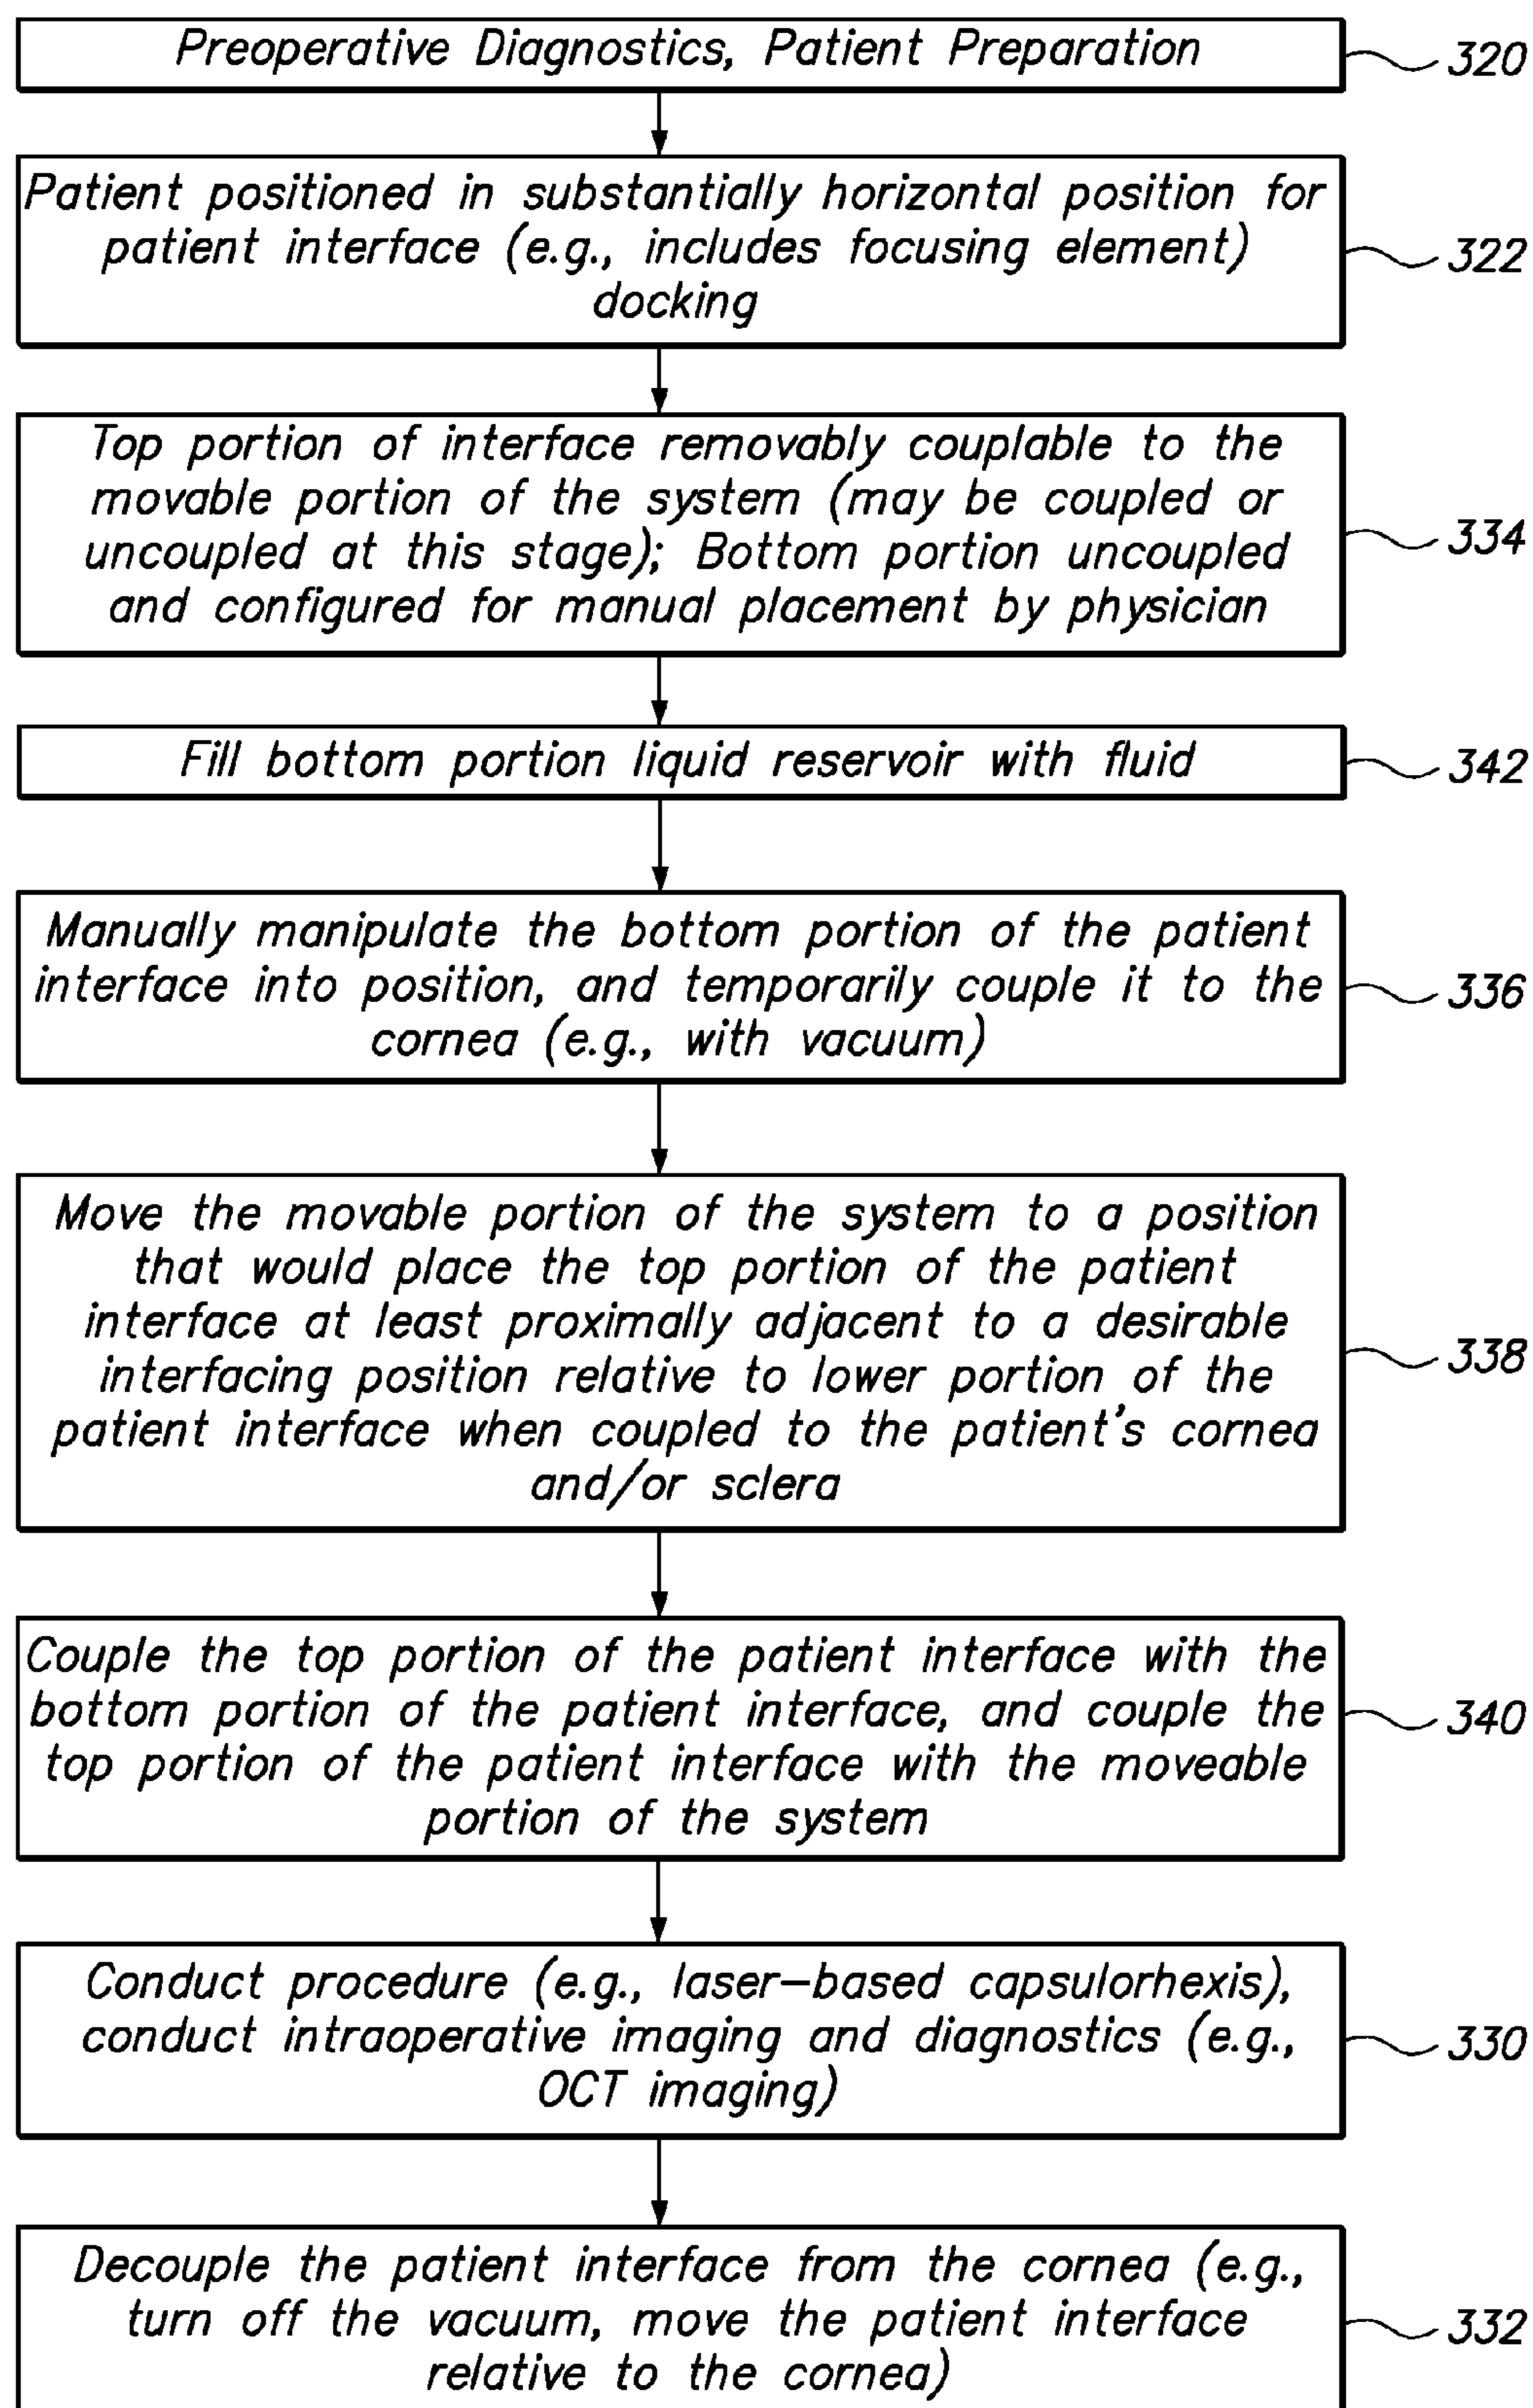 Preoperative Diagnostics, Patient Preparation
320
Patient positioned in substantially horizontal position for
patient interface (e.g., includes focusing element)
docking
322
Top portion of interface removably couplable to the
movable portion of the system (may be coupled or
uncoupled at this stage); Bottom portion uncoupled
and configured for manual placement by physician
334
Fill bottom portion liquid reservoir with fluid
342
Manually manipulate the bottom portion of the patient
interface into position, and temporarily couple it to the
cornea (e.g., with vacuum)
336
Move the movable portion of the system to a position
that would place the top portion of the patient
interface at least proximally adjacent to a desirable
interfacing position relative to lower portion of the
patient interface when coupled to the patient's cornea
and/or sclera
338
Couple the top portion of the patient interface with the
bottom portion of the patient interface, and couple the
top portion of the patient interface with the moveable
portion of the system
340
Conduct procedure (e.g., laser-based capsulorhexis),
conduct intraoperative imaging and diagnostics (e.g.,
OCT imaging)
330
Decouple the patient interface from the cornea (e.g.,
turn off the vacuum, move the patient interface
relative to the cornea)
332